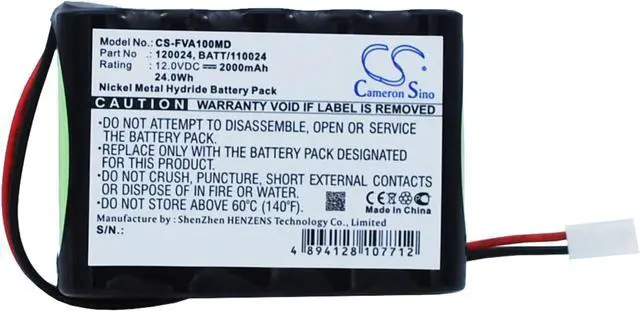 Model No.: CS-FVA100MD
Part No : 120024, BATT/110024
Rating : 12.0VDC ⎓ 2000mAh
24.0Wh
Nickel Metal Hydride Battery Pack
CS
Cameron Sino
CAUTION WARRANTY VOID IF LABEL IS REMOVED
•DO NOT ATTEMPT TO DISASSEMBLE, OPEN OR SERVICE
THE BATTERY PACK
•REPLACE ONLY WITH THE BATTERY PACK DESIGNATED
FOR THIS PRODUCT
•DO NOT CRUSH, PUNCTURE, SHORT EXTERNAL CONTACTS
OR DISPOSE OF IN FIRE OR WATER
•DO NOT STORE ABOVE 60°C (140°F)
Manufacture by : ShenZhen HENZENS Technology Co., Limited
S/N.:
4 894128 107712